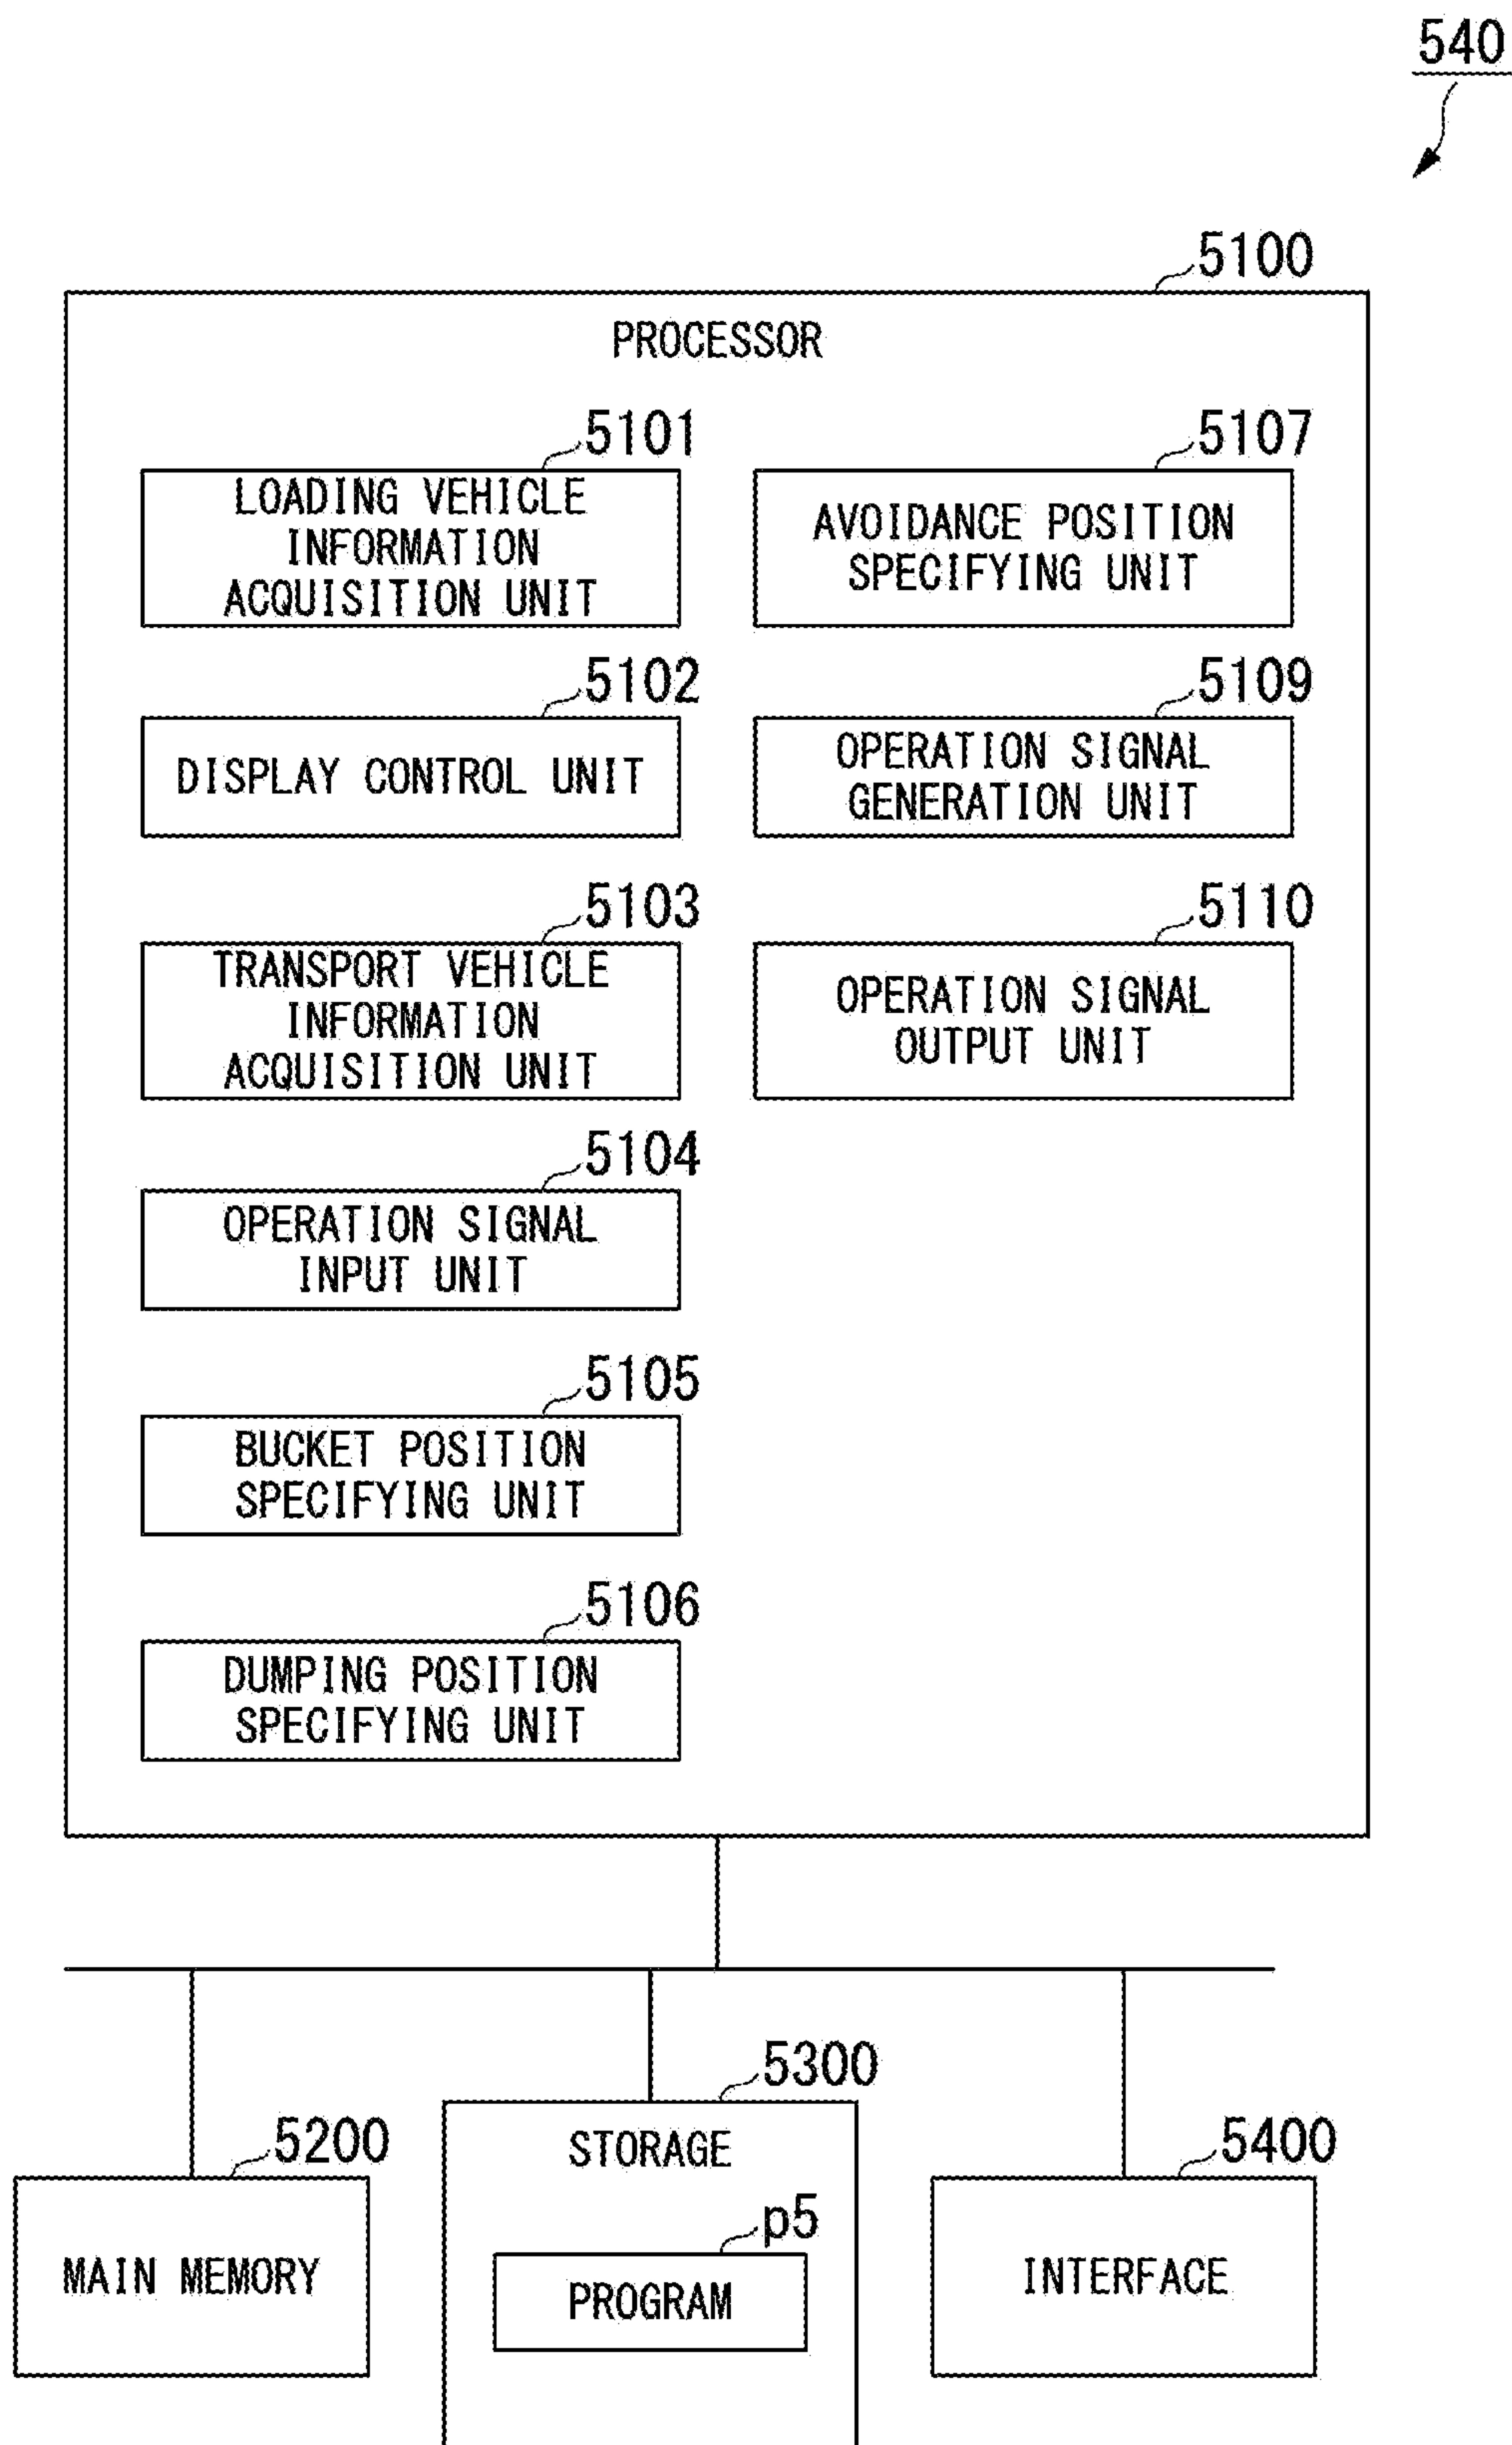 540
5100
PROCESSOR
5101
LOADING VEHICLE
INFORMATION
ACQUISITION UNIT
5102
DISPLAY CONTROL UNIT
5103
TRANSPORT VEHICLE
INFORMATION
ACQUISITION UNIT
5104
OPERATION SIGNAL
INPUT UNIT
5105
BUCKET POSITION
SPECIFYING UNIT
5106
DUMPING POSITION
SPECIFYING UNIT
5107
AVOIDANCE POSITION
SPECIFYING UNIT
5109
OPERATION SIGNAL
GENERATION UNIT
5110
OPERATION SIGNAL
OUTPUT UNIT
5200
MAIN MEMORY
5300
STORAGE
p5
PROGRAM
5400
INTERFACE